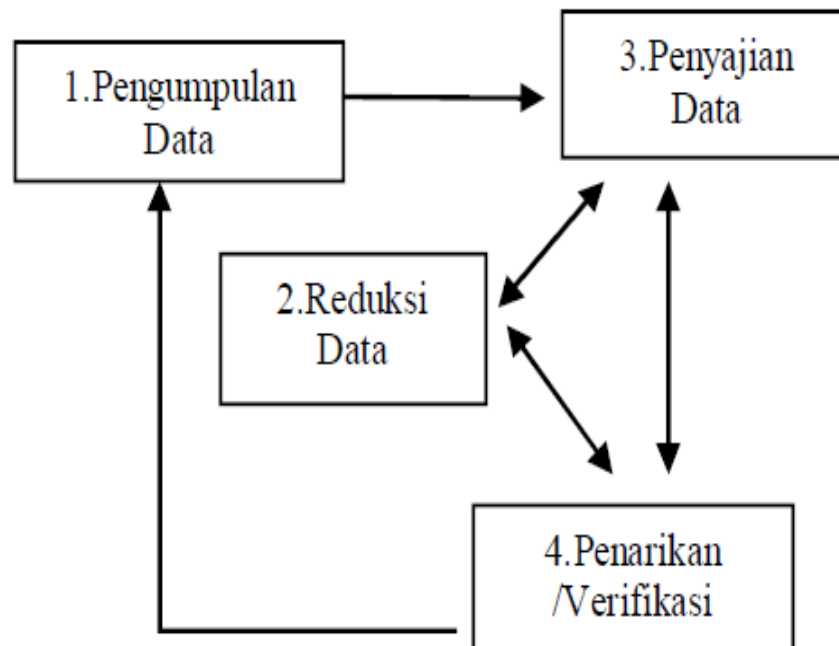 1.Pengumpulan
Data
3.Penyajian
Data
2.Reduksi
Data
4.Penarikan
/Verifikasi